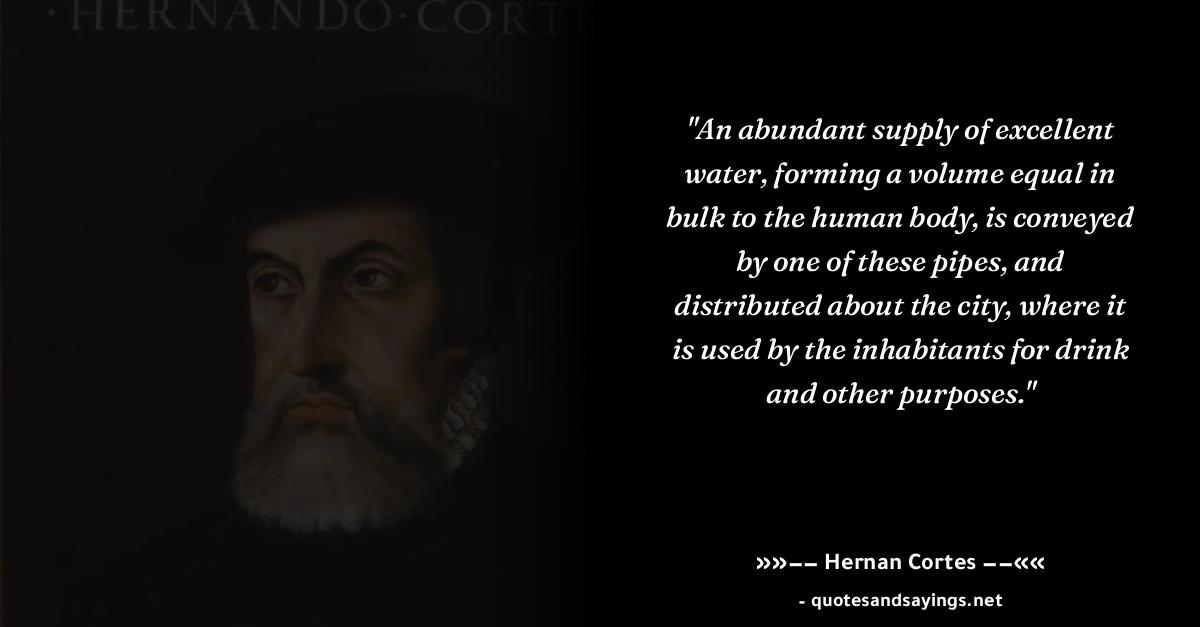 · HERNANDO · CORTE
"An abundant supply of excellent
water, forming a volume equal in
bulk to the human body, is conveyed
by one of these pipes, and
distributed about the city, where it
is used by the inhabitants for drink
and other purposes."
»»–– Hernan Cortes ––««
- quotesandsayings.net